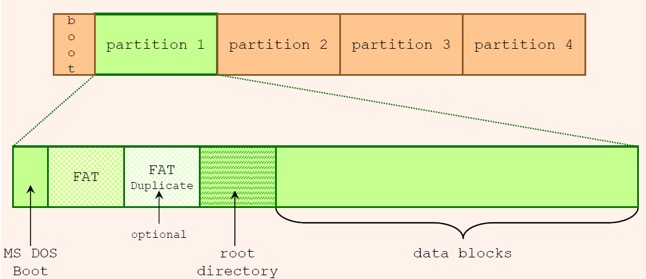 boot
partition 1
partition 2
partition 3
partition 4
FAT
FAT
Duplicate
optional
MS DOS
Boot
root
directory
data blocks